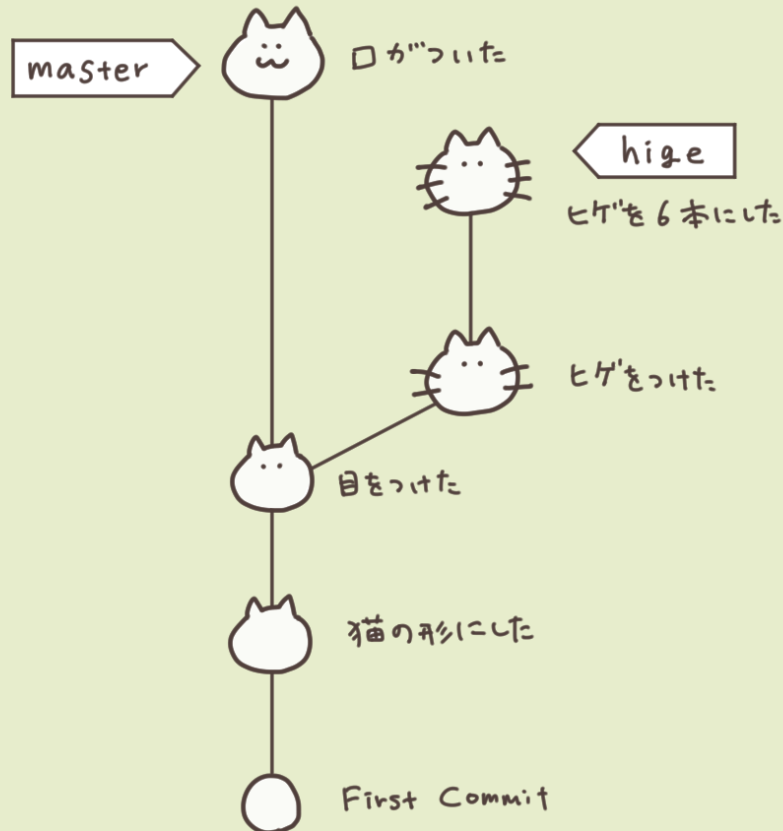 master
口がついた
hige
ヒゲを6本にした
ヒゲをつけた
目をつけた
猫の形にした
First Commit